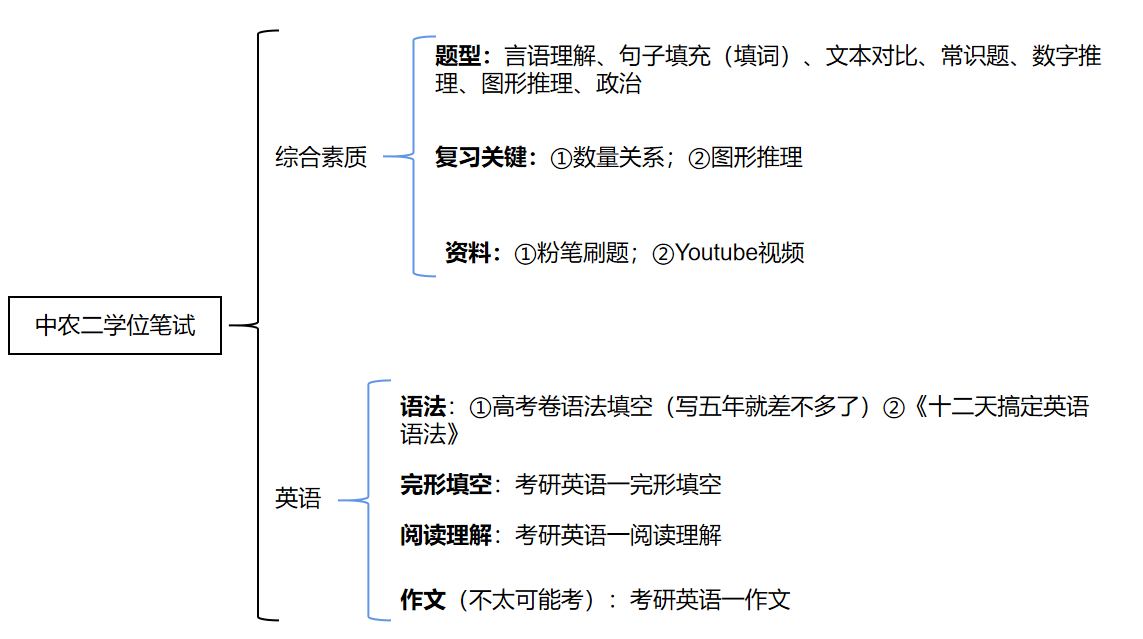 题型：言语理解、句子填充（填词）、文本对比、常识题、数字推
理、图形推理、政治
综合素质
复习关键：①数量关系；②图形推理
资料：①粉笔刷题；②Youtube视频
中农二学位笔试
语法：①高考卷语法填空（写五年就差不多了）②《十二天搞定英语
语法》
完形填空：考研英语一完形填空
英语
阅读理解：考研英语一阅读理解
作文（不太可能考）：考研英语一作文